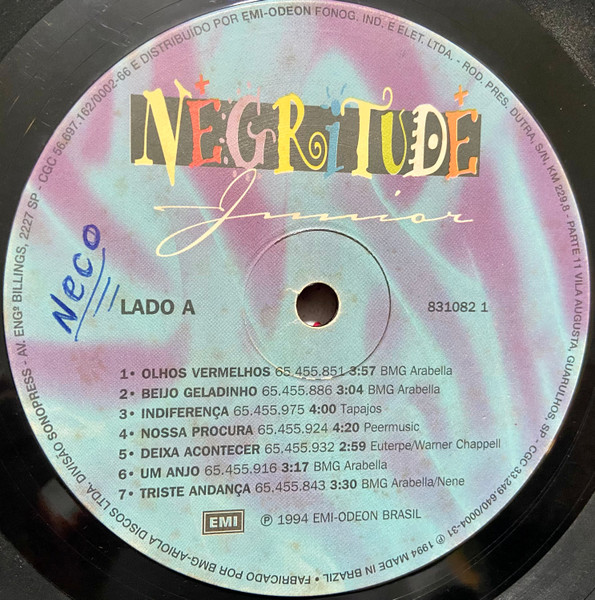 NEGRITUDE
Junior
Neco
LADO A
831082 1
1• OLHOS VERMELHOS 65.455.851 3:57 BMG Arabella
2• BEIJO GELADINHO 65.455.886 3:04 BMG Arabella
3• INDIFERENÇA 65.455.975 4:00 Tapajos
4• NOSSA PROCURA 65.455.924 4:20 Peermusic
5• DEIXA ACONTECER 65.455.932 2:59 Euterpe/Warner Chappell
6• UM ANJO 65.455.916 3:17 BMG Arabella
7• TRISTE ANDANÇA 65.455.843 3:30 BMG Arabella/Nene
EMI
℗ 1994 EMI-ODEON BRASIL
• FABRICADO POR BMG-ARIOLA DISCOS LTDA. DIVISÃO SONOPRESS - AV. ENGº BILLINGS, 2227 SP - CGC 56.697.162/0002-66 E DISTRIBUÍDO POR EMI-ODEON FONOG. IND. E ELET. LTDA. - ROD. PRES. DUTRA, S/N, KM 229,8 - PARTE 11 VILA AUGUSTA, GUARULHOS, SP - CGC 33.249.640/0004-31 ℗ 1994 MADE IN BRAZIL